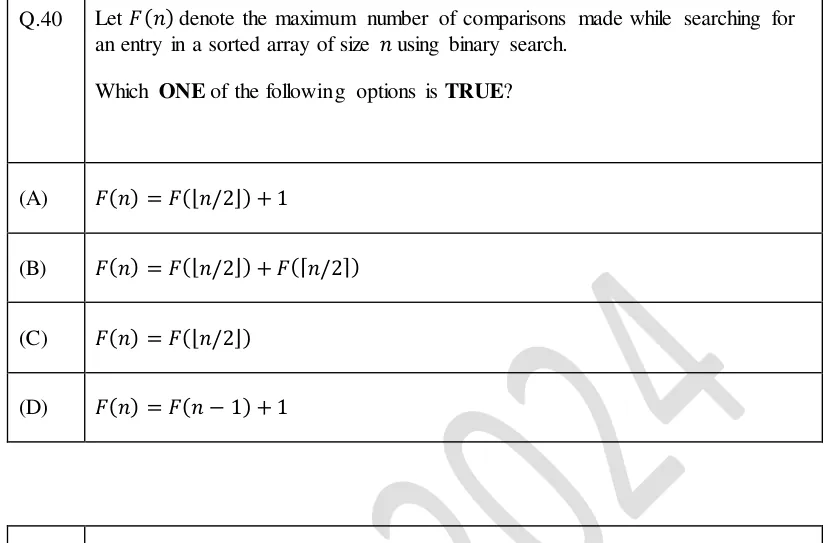 Q.40 Let 𝐹(𝑛) denote the maximum number of comparisons made while searching for
an entry in a sorted array of size 𝑛 using binary search.
Which ONE of the following options is TRUE?
(A) 𝐹(𝑛) = 𝐹(⌊𝑛/2⌋) + 1
(B) 𝐹(𝑛) = 𝐹(⌊𝑛/2⌋) + 𝐹(⌈𝑛/2⌉)
(C) 𝐹(𝑛) = 𝐹(⌊𝑛/2⌋)
(D) 𝐹(𝑛) = 𝐹(𝑛 − 1) + 1
2024